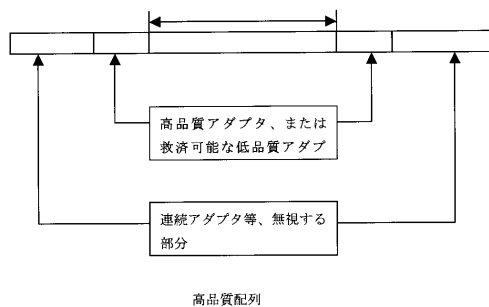 高品質アダプタ、または
救済可能な低品質アダプ
連続アダプタ等、無視する
部分
高品質配列